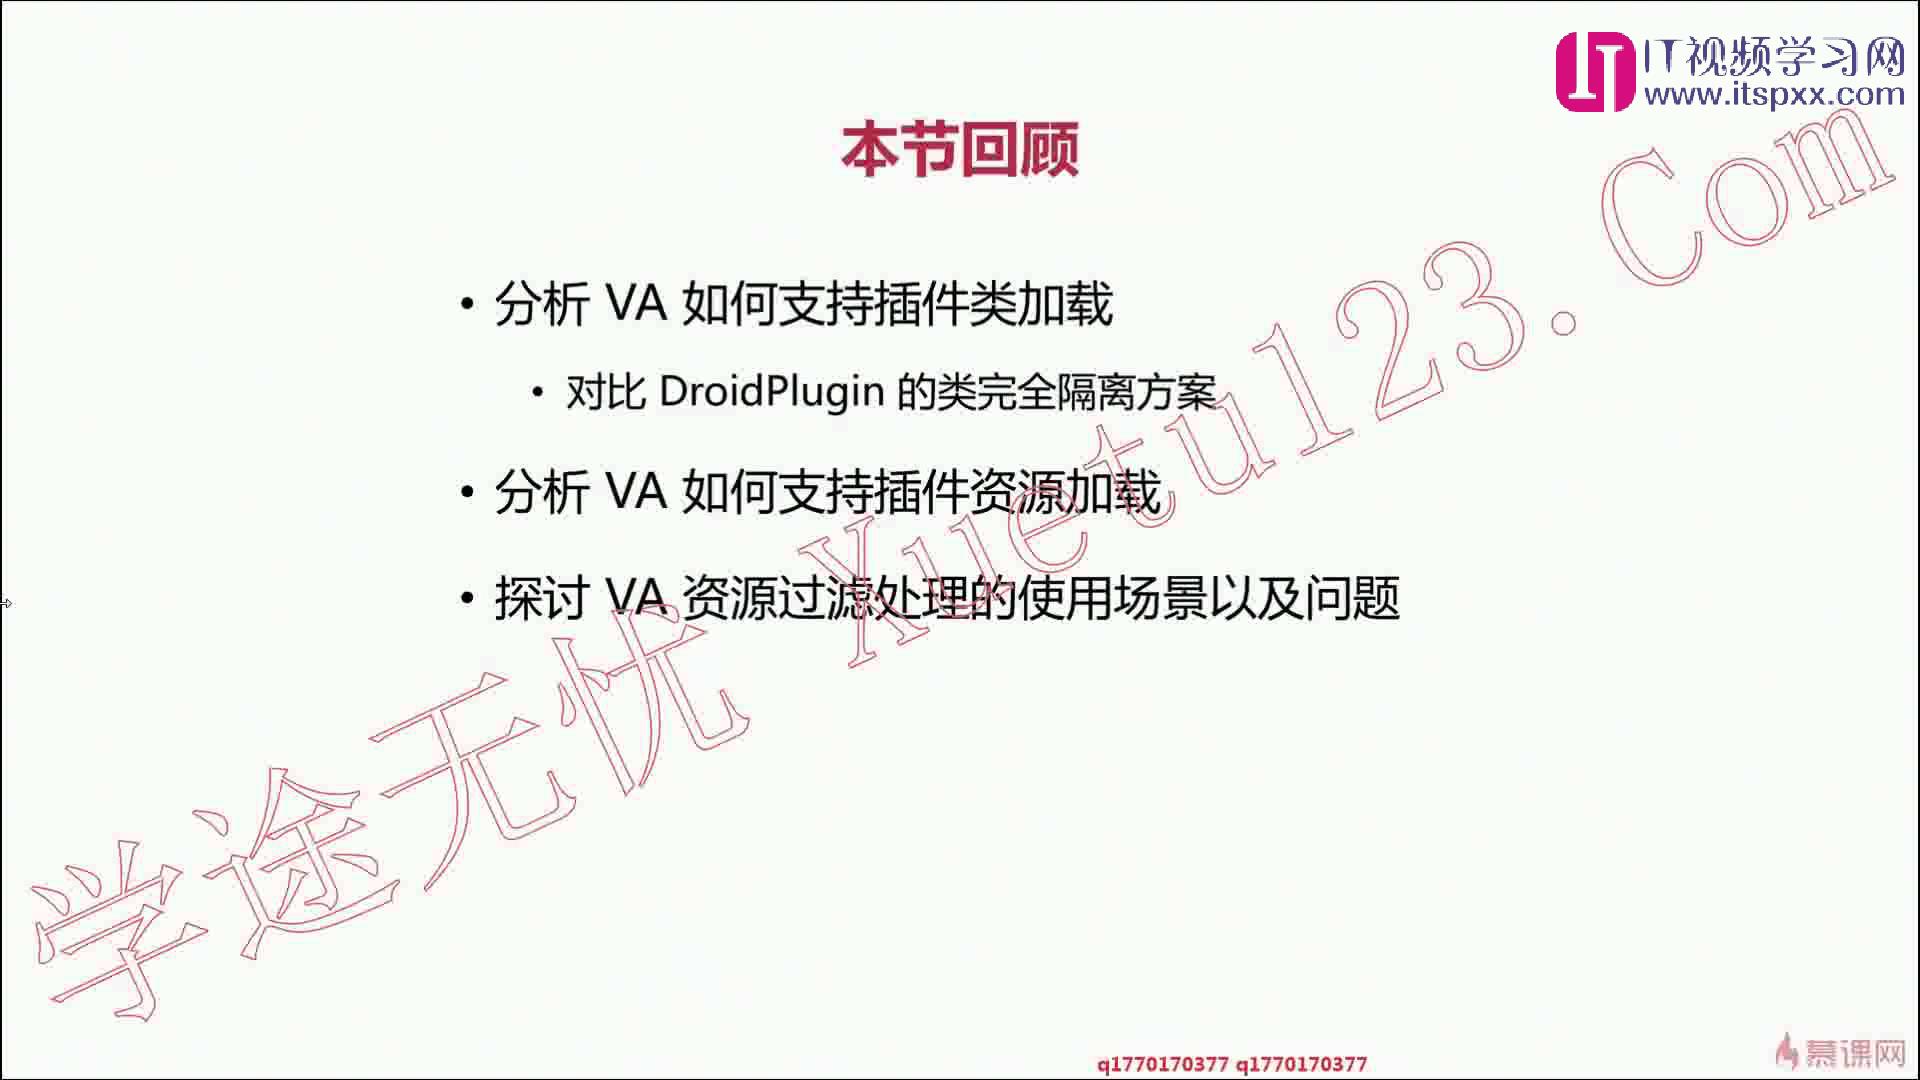 IT视频学习网
www.itspxx.com
本节回顾
• 分析 VA 如何支持插件类加载
• 对比 DroidPlugin 的类完全隔离方案
• 分析 VA 如何支持插件资源加载
• 探讨 VA 资源过滤处理的使用场景以及问题
学途无忧 Xuetu123.Com
q1770170377 q1770170377
慕课网